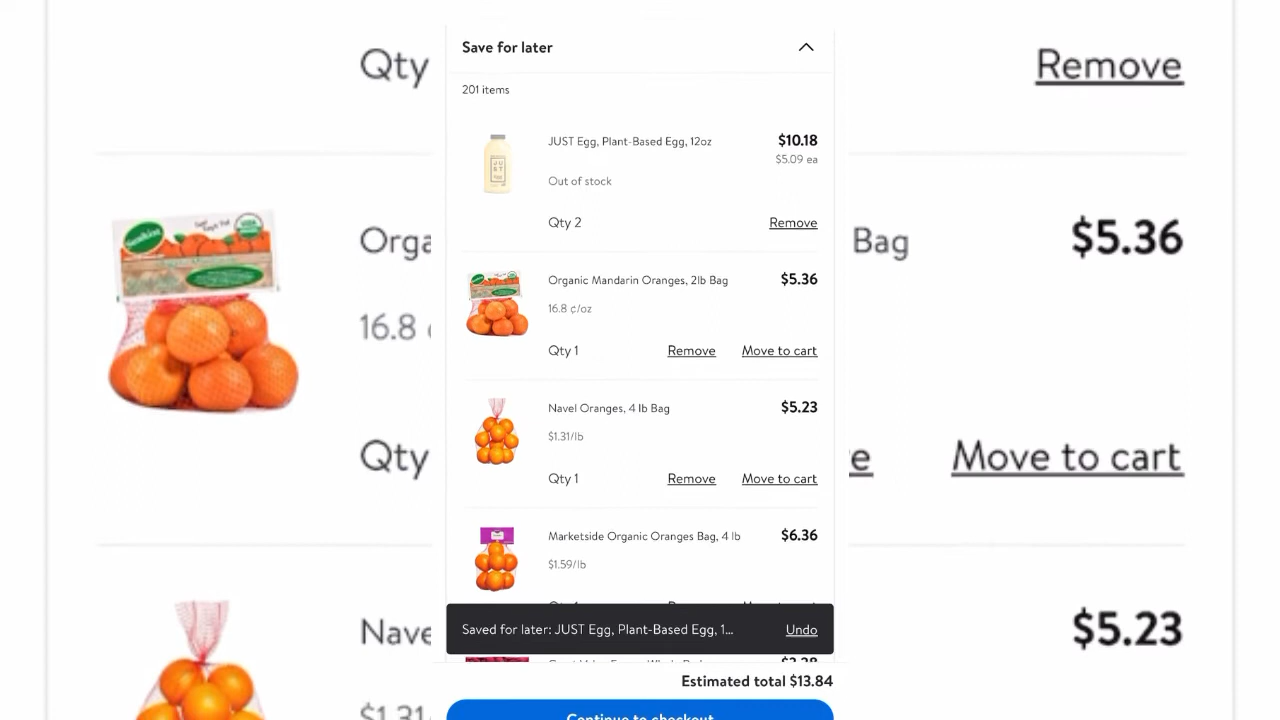 Save for later
201 items
JUST Egg, Plant-Based Egg, 12oz
$10.18
$5.09 ea
Out of stock
Qty 2
Remove
Organic Mandarin Oranges, 2lb Bag
$5.36
16.8 ¢/oz
Qty 1
Remove
Move to cart
Navel Oranges, 4 lb Bag
$5.23
$1.31/lb
Qty 1
Remove
Move to cart
Marketside Organic Oranges Bag, 4 lb
$6.36
$1.59/lb
Saved for later: JUST Egg, Plant-Based Egg, 1...
Undo
Estimated total $13.84
Continue to checkout
Qty
Remove
Orga
Bag
$5.36
16.8
Qty
e
Move to cart
Nave
$5.23
$1.31